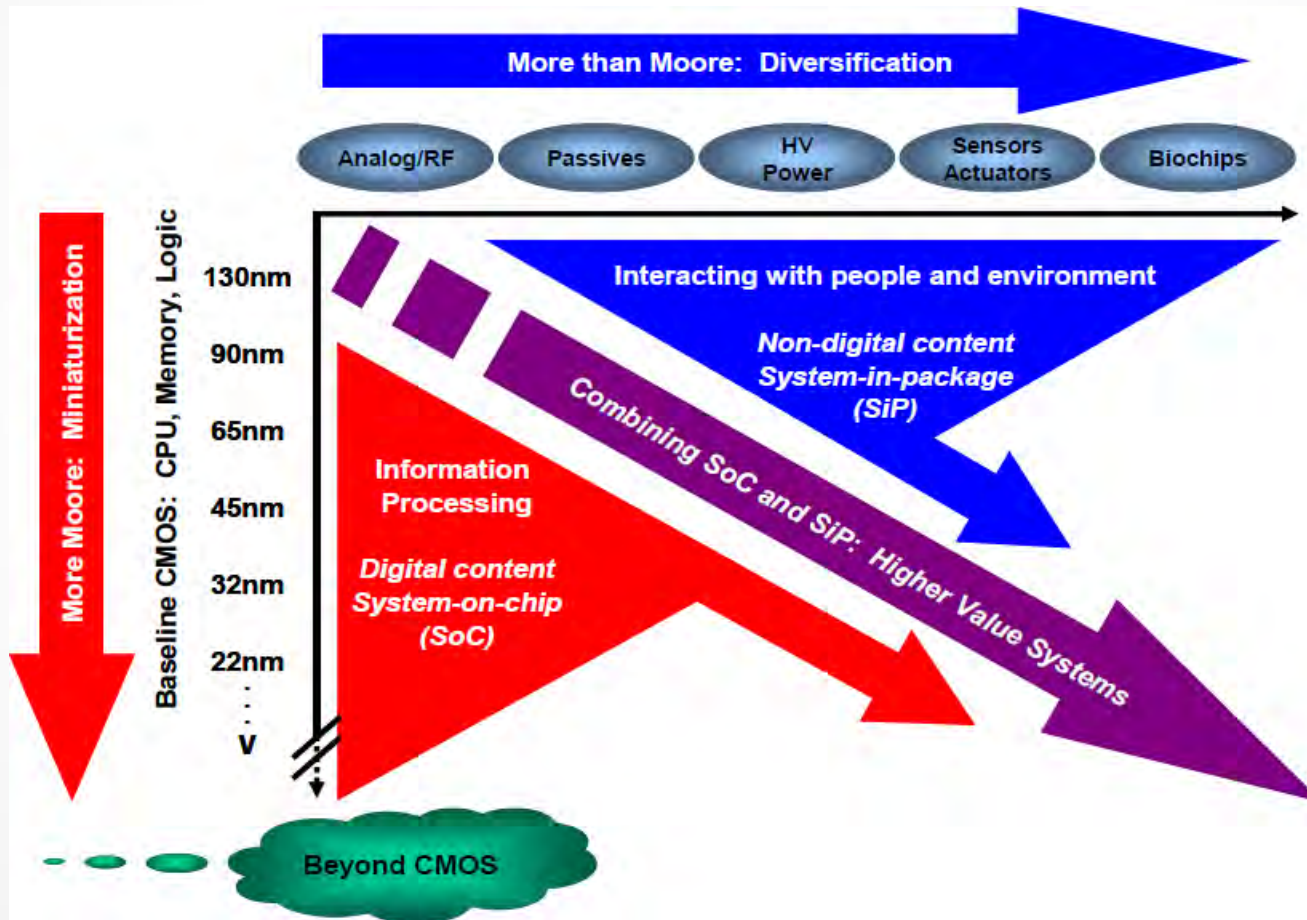 More than Moore: Diversification
Analog/RF
Passives
HV
Power
Sensors
Actuators
Biochips
More Moore: Miniaturization
Baseline CMOS: CPU, Memory, Logic
130nm
90nm
65nm
45nm
32nm
22nm
.
.
.
V
Interacting with people and environment
Non-digital content
System-in-package
(SiP)
Combining SoC and SiP: Higher Value Systems
Information
Processing
Digital content
System-on-chip
(SoC)
Beyond CMOS